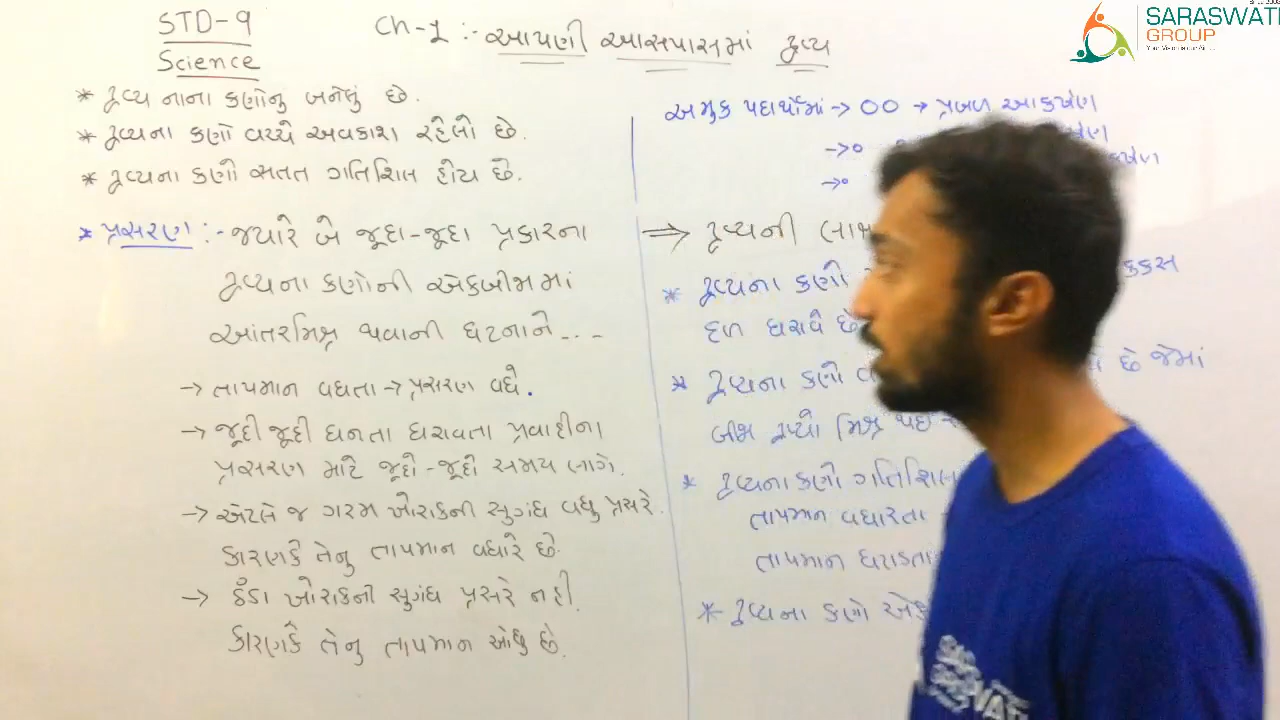 STD-9
Science
Ch-1 :- આપણી આસપાસમાં દ્રવ્ય
SARASWATI
GROUP
* દ્રવ્ય નાના કણોનુ બનેલું છે.
* દ્રવ્યના કણો વચ્ચે અવકાશ રહેલો છે.
* દ્રવ્યના કણો સતત ગતિશિલ હોય છે.
* પ્રસરણ :- જ્યારે બે જૂદા-જૂદા પ્રકારના
દ્રવ્યના કણોની એકબીજામાં
આંતરમિશ્ર થવાની ઘટનાને ----
→ તાપમાન વધતા → પ્રસરણ વધે.
→ જૂદી જૂદી ઘનતા ધરાવતા પ્રવાહીના
પ્રસરણ માટે જૂદો-જૂદો સમય લાગે.
→ એટલે જ ગરમ ખોરાકની સુગંધ વધુ પ્રસરે.
કારણકે તેનુ તાપમાન વધારે છે.
→ ઠંડા ખોરાકની સુગંધ પ્રસરે નહી.
કારણકે તેનુ તાપમાન ઓછુ છે.
અમુક પદાર્થોમાં → ○○ → પ્રબળ આકર્ષણ
→
→
⇒ દ્રવ્યની
* દ્રવ્યના કણો
દળ ધરાવે છે
* દ્રવ્યના કણો છે જેમાં
બીજા દ્રવ્યો મિશ્ર થઇ
* દ્રવ્યના કણો ગતિશિલ
તાપમાન વધારતા
તાપમાન ઘટાડતા
* દ્રવ્યના કણો